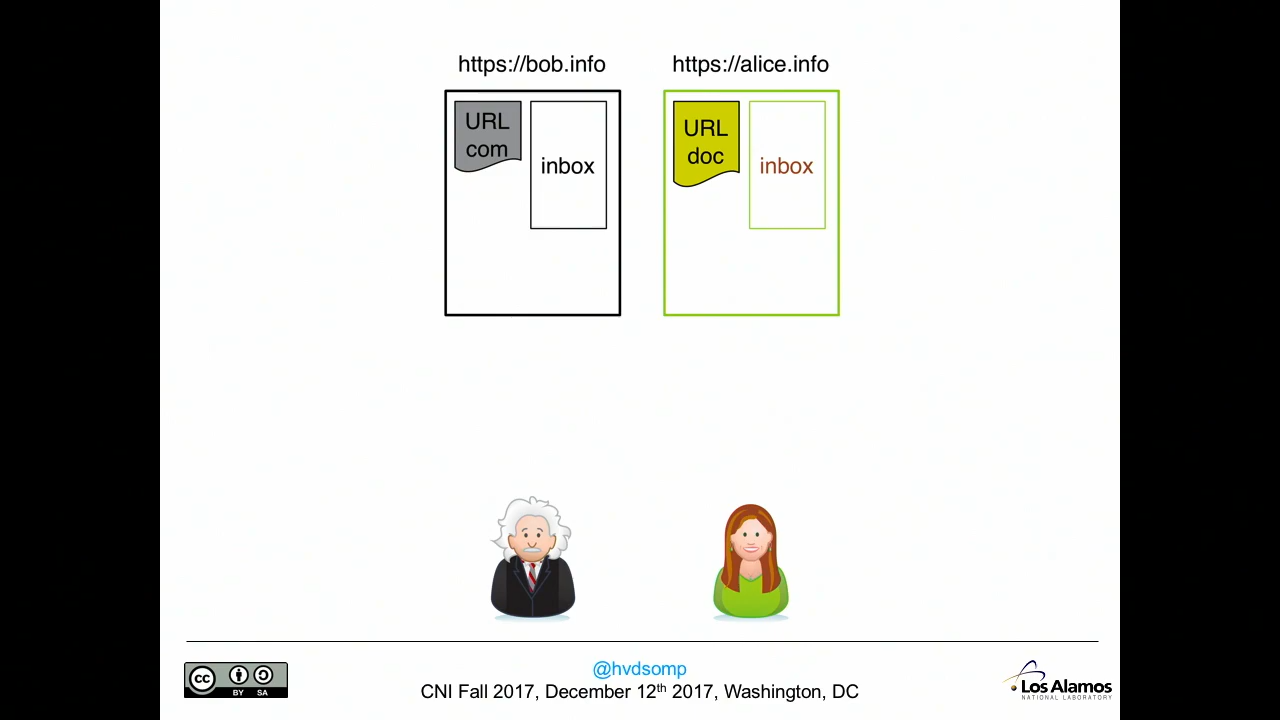 https://bob.info
https://alice.info
URL
com
inbox
URL
doc
inbox
@hvdsomp
CNI Fall 2017, December 12th 2017, Washington, DC
cc
BY SA
Los Alamos
NATIONAL LABORATORY